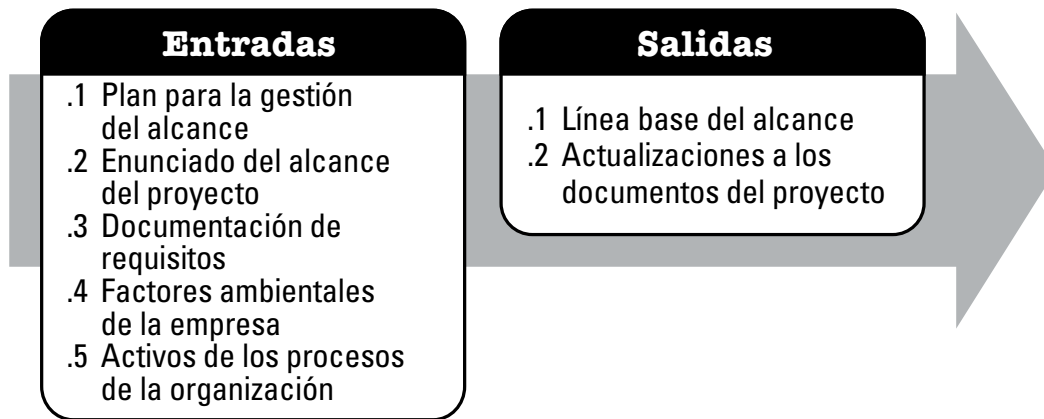 Entradas
.1 Plan para la gestión
del alcance
.2 Enunciado del alcance
del proyecto
.3 Documentación de
requisitos
.4 Factores ambientales
de la empresa
.5 Activos de los procesos
de la organización
Salidas
.1 Línea base del alcance
.2 Actualizaciones a los
documentos del proyecto